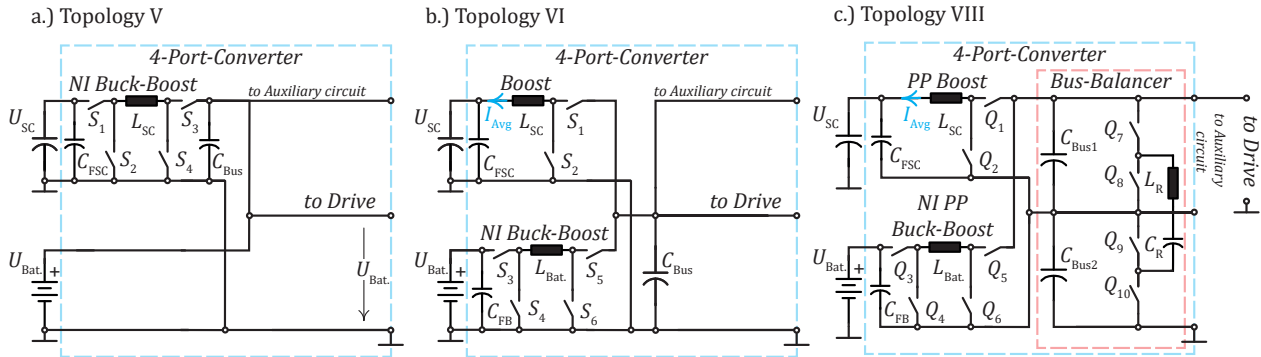 a.) Topology V
4-Port-Converter
NI Buck-Boost
to Auxiliary circuit
U_SC
S_1
L_SC
S_3
C_FSC
S_2
S_4
C_Bus
to Drive
U_Bat.
+
U_Bat.
b.) Topology VI
4-Port-Converter
Boost
to Auxiliary circuit
I_Avg
U_SC
L_SC
S_1
C_FSC
S_2
to Drive
NI Buck-Boost
U_Bat.
+
S_3
L_Bat.
S_5
C_Bus
C_FB
S_4
S_6
c.) Topology VIII
4-Port-Converter
PP Boost
Bus-Balancer
I_Avg
U_SC
L_SC
Q_1
C_FSC
Q_2
C_Bus1
Q_7
Q_8
L_R
to Auxiliary
circuit
to Drive
NI PP
Buck-Boost
U_Bat.
+
Q_3
L_Bat.
Q_5
C_FB
Q_4
Q_6
C_Bus2
Q_9
C_R
Q_10